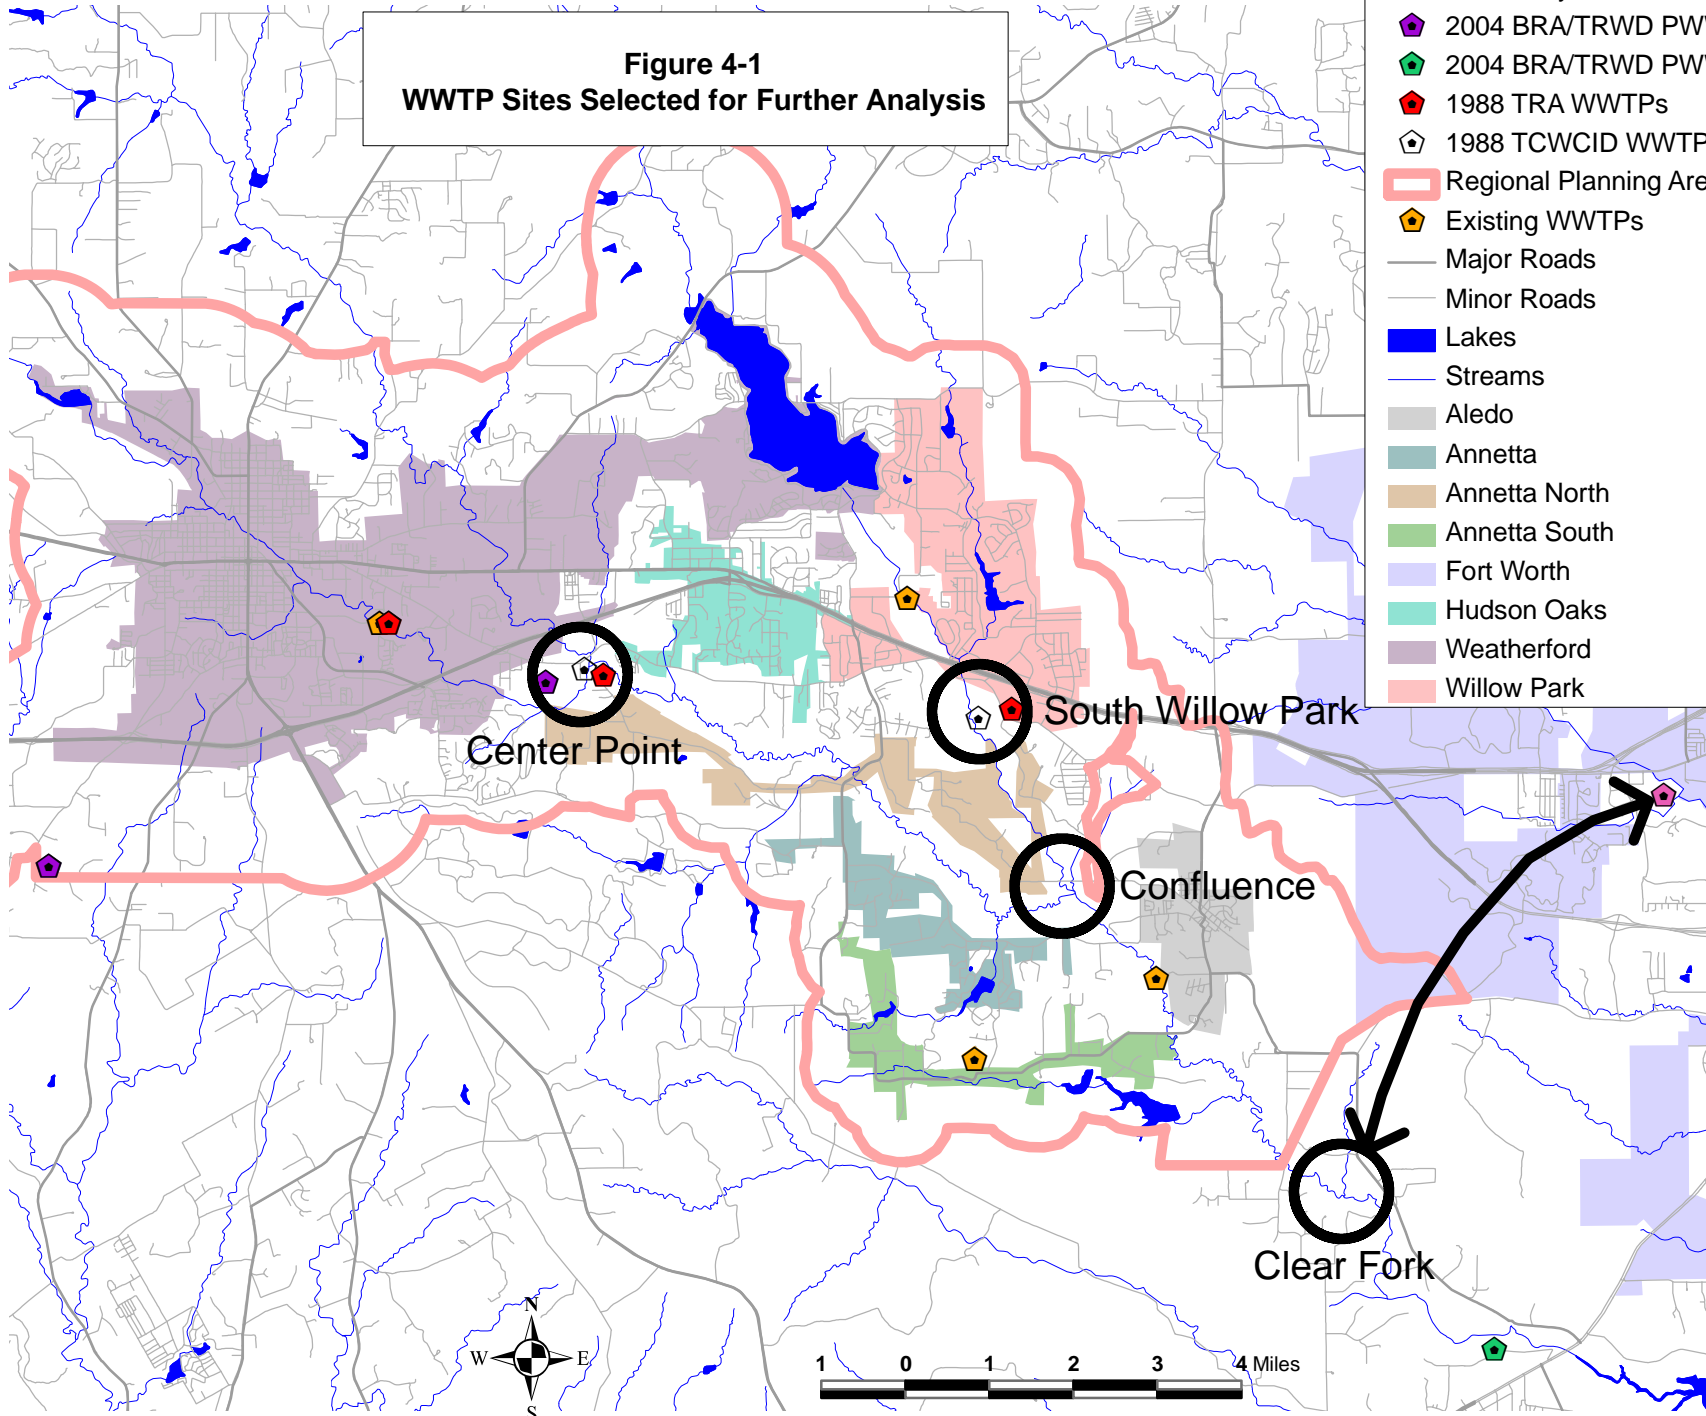 Figure 4-1
WWTP Sites Selected for Further Analysis
2004 BRA/TRWD
2004 BRA/TRWD
1988 TRA WWTPs
1988 TCWCID WWTP
Regional Planning
Existing WWTPs
Major Roads
Minor Roads
Lakes
Streams
Aledo
Annetta
Annetta North
Annetta South
Fort Worth
Hudson Oaks
Weatherford
Willow Park
South Willow Park
Center Point
Confluence
Clear Fork
N
W E
S
1 0 1 2 3 4 Miles